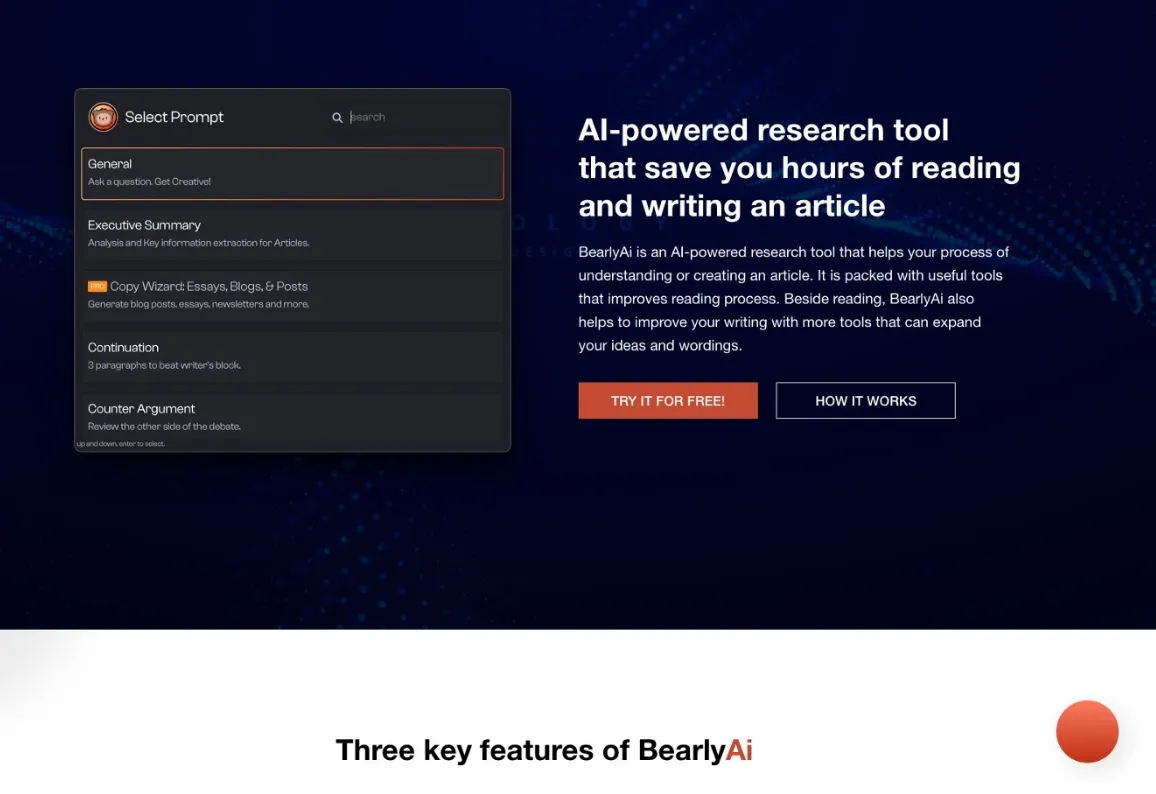 Select Prompt
search
General
Ask a question. Get Creative!
Executive Summary
Analysis and Key information extraction for Articles.
PRO Copy Wizard: Essays, Blogs, & Posts
Generate blog posts, essays, newsletters and more.
Continuation
3 paragraphs to beat writer's block.
Counter Argument
Review the other side of the debate.
up and down, enter to select.
AI-powered research tool
that save you hours of reading
and writing an article
BearlyAi is an AI-powered research tool that helps your process of
understanding or creating an article. It is packed with useful tools
that improves reading process. Beside reading, BearlyAi also
helps to improve your writing with more tools that can expand
your ideas and wordings.
TRY IT FOR FREE!
HOW IT WORKS
Three key features of BearlyAi